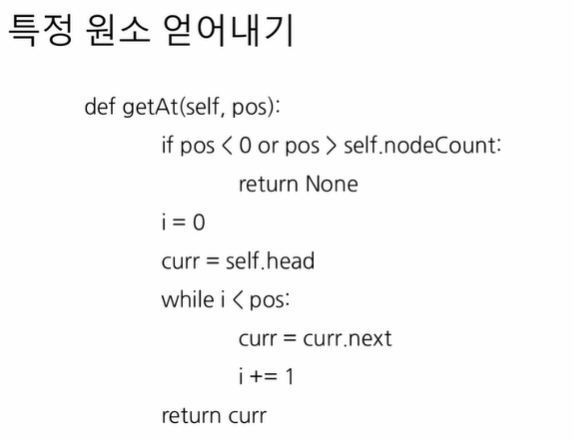 특정 원소 얻어내기
def getAt(self, pos):
if pos < 0 or pos > self.nodeCount:
return None
i = 0
curr = self.head
while i < pos:
curr = curr.next
i += 1
return curr